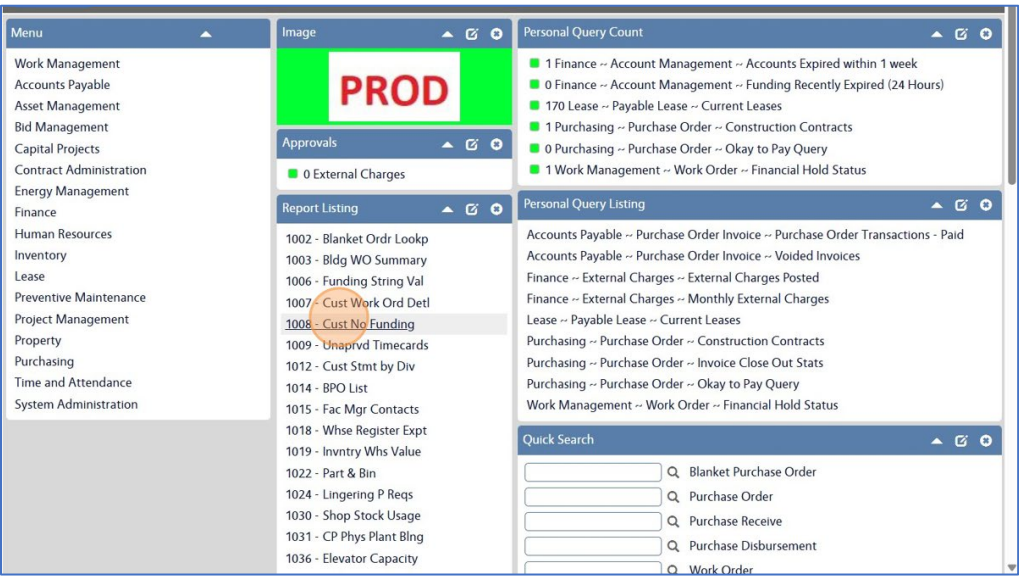 Menu
Work Management
Accounts Payable
Asset Management
Bid Management
Capital Projects
Contract Administration
Energy Management
Finance
Human Resources
Inventory
Lease
Preventive Maintenance
Project Management
Property
Purchasing
Time and Attendance
System Administration
Image
PROD
Approvals
0 External Charges
Report Listing
1002 - Blanket Ordr Lookp
1003 - Bldg WO Summary
1006 - Funding String Val
1007 - Cust Work Ord Detl
1008 - Cust No Funding
1009 - Unaprvd Timecards
1012 - Cust Stmt by Div
1014 - BPO List
1015 - Fac Mgr Contacts
1018 - Whse Register Expt
1019 - Invntry Whs Value
1022 - Part & Bin
1024 - Lingering P Reqs
1030 - Shop Stock Usage
1031 - CP Phys Plant Blng
1036 - Elevator Capacity
Personal Query Count
1 Finance ~~ Account Management ~~ Accounts Expired within 1 week
0 Finance ~~ Account Management ~~ Funding Recently Expired (24 Hours)
170 Lease ~~ Payable Lease ~~ Current Leases
1 Purchasing ~~ Purchase Order ~~ Construction Contracts
0 Purchasing ~~ Purchase Order ~~ Okay to Pay Query
1 Work Management ~~ Work Order ~~ Financial Hold Status
Personal Query Listing
Accounts Payable ~~ Purchase Order Invoice ~~ Purchase Order Transactions - Paid
Accounts Payable ~~ Purchase Order Invoice ~~ Voided Invoices
Finance ~~ External Charges ~~ External Charges Posted
Finance ~~ External Charges ~~ Monthly External Charges
Lease ~~ Payable Lease ~~ Current Leases
Purchasing ~~ Purchase Order ~~ Construction Contracts
Purchasing ~~ Purchase Order ~~ Invoice Close Out Stats
Purchasing ~~ Purchase Order ~~ Okay to Pay Query
Work Management ~~ Work Order ~~ Financial Hold Status
Quick Search
Blanket Purchase Order
Purchase Order
Purchase Receive
Purchase Disbursement
Work Order